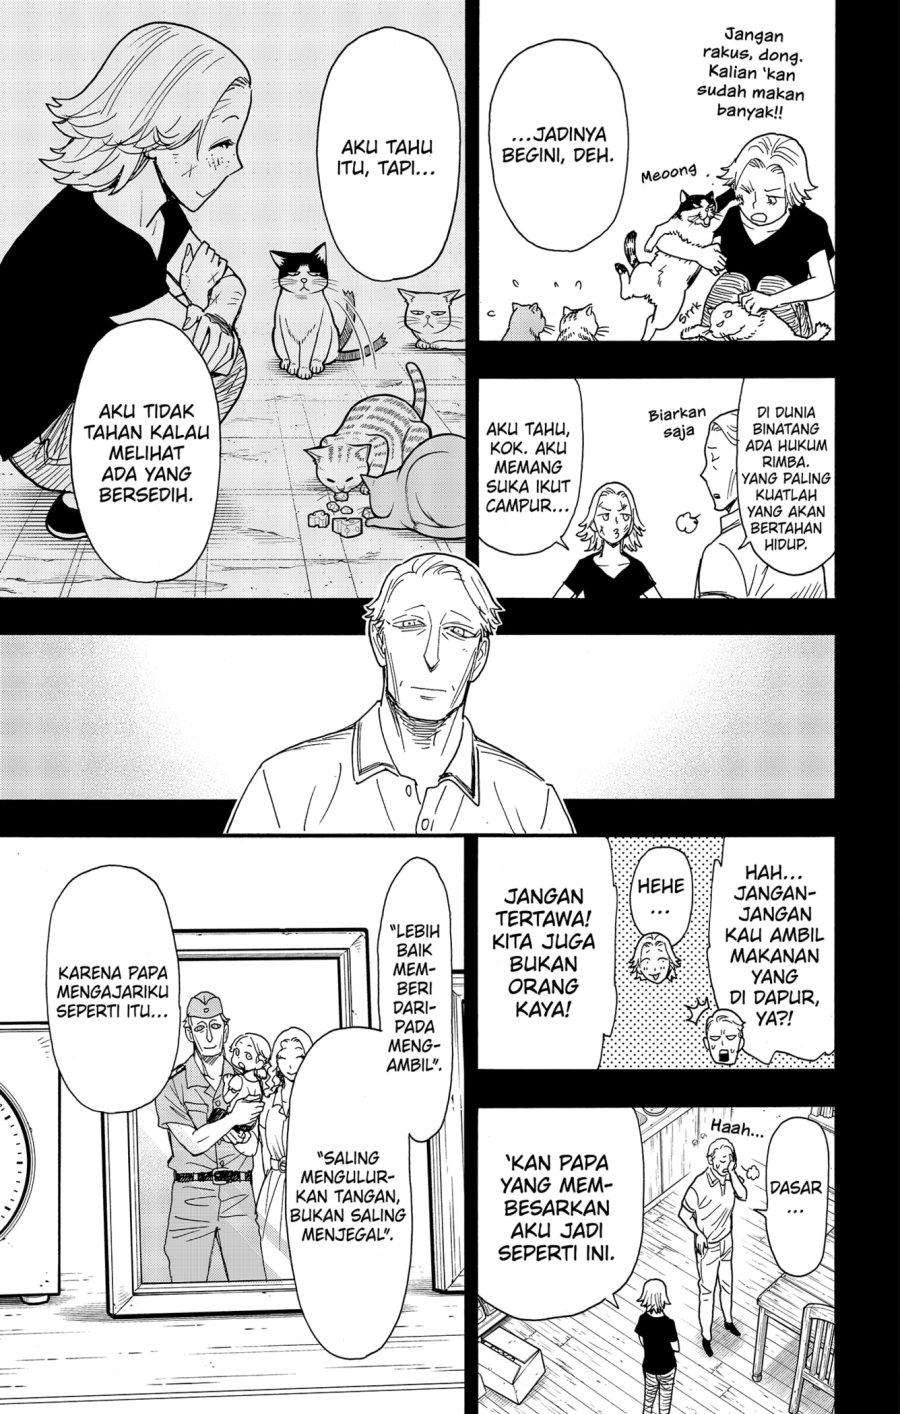 Jangan
rakus, dong.
Kalian 'kan
sudah makan
banyak!!
...JADINYA
BEGINI, DEH.
Meoong
Srrk
AKU TAHU
ITU, TAPI...
AKU TIDAK
TAHAN KALAU
MELIHAT
ADA YANG
BERSEDIH.
DI DUNIA
BINATANG
ADA HUKUM
RIMBA.
YANG PALING
KUATLAH
YANG AKAN
BERTAHAN
HIDUP.
Biarkan
saja
AKU TAHU,
KOK. AKU
MEMANG
SUKA IKUT
CAMPUR...
HAH...
JANGAN-
JANGAN
KAU AMBIL
MAKANAN
YANG
DI DAPUR,
YA?!
HEHE
...
JANGAN
TERTAWA!
KITA JUGA
BUKAN
ORANG
KAYA!
Haah...
DASAR
...
'KAN PAPA
YANG MEM-
BESARKAN
AKU JADI
SEPERTI INI.
"LEBIH
BAIK
MEM-
BERI
DARI-
PADA
MENG-
AMBIL".
"SALING
MENGULUR-
KAN TANGAN,
BUKAN SALING
MENJEGAL".
KARENA PAPA
MENGAJARIKU
SEPERTI ITU...